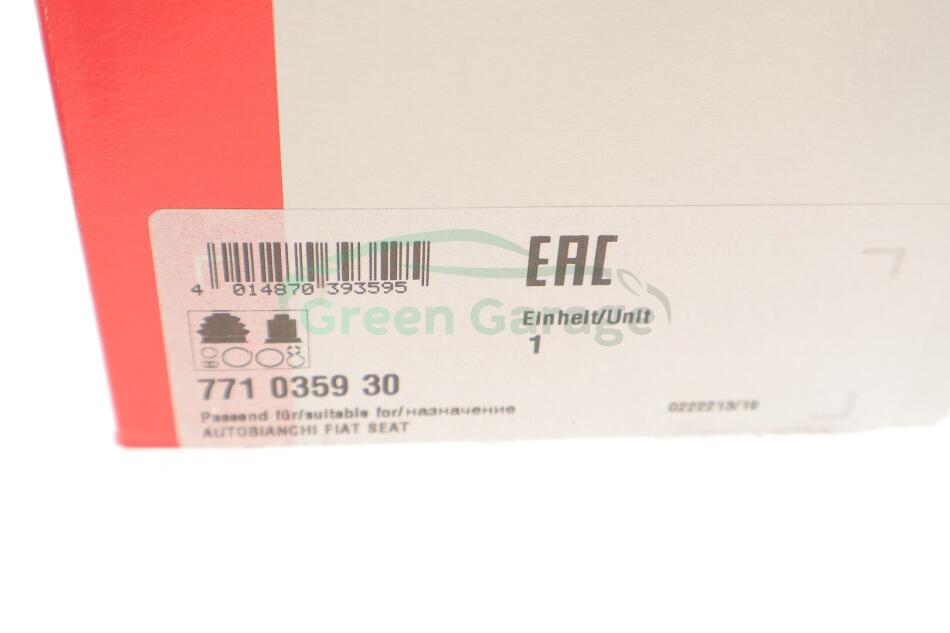 EAC
4 014870 393595
Green Garage
Einheit/Unit
1
771 0359 30
Passend für/suitable for/назначение
AUTOBIANCHI FIAT SEAT
0222213/16